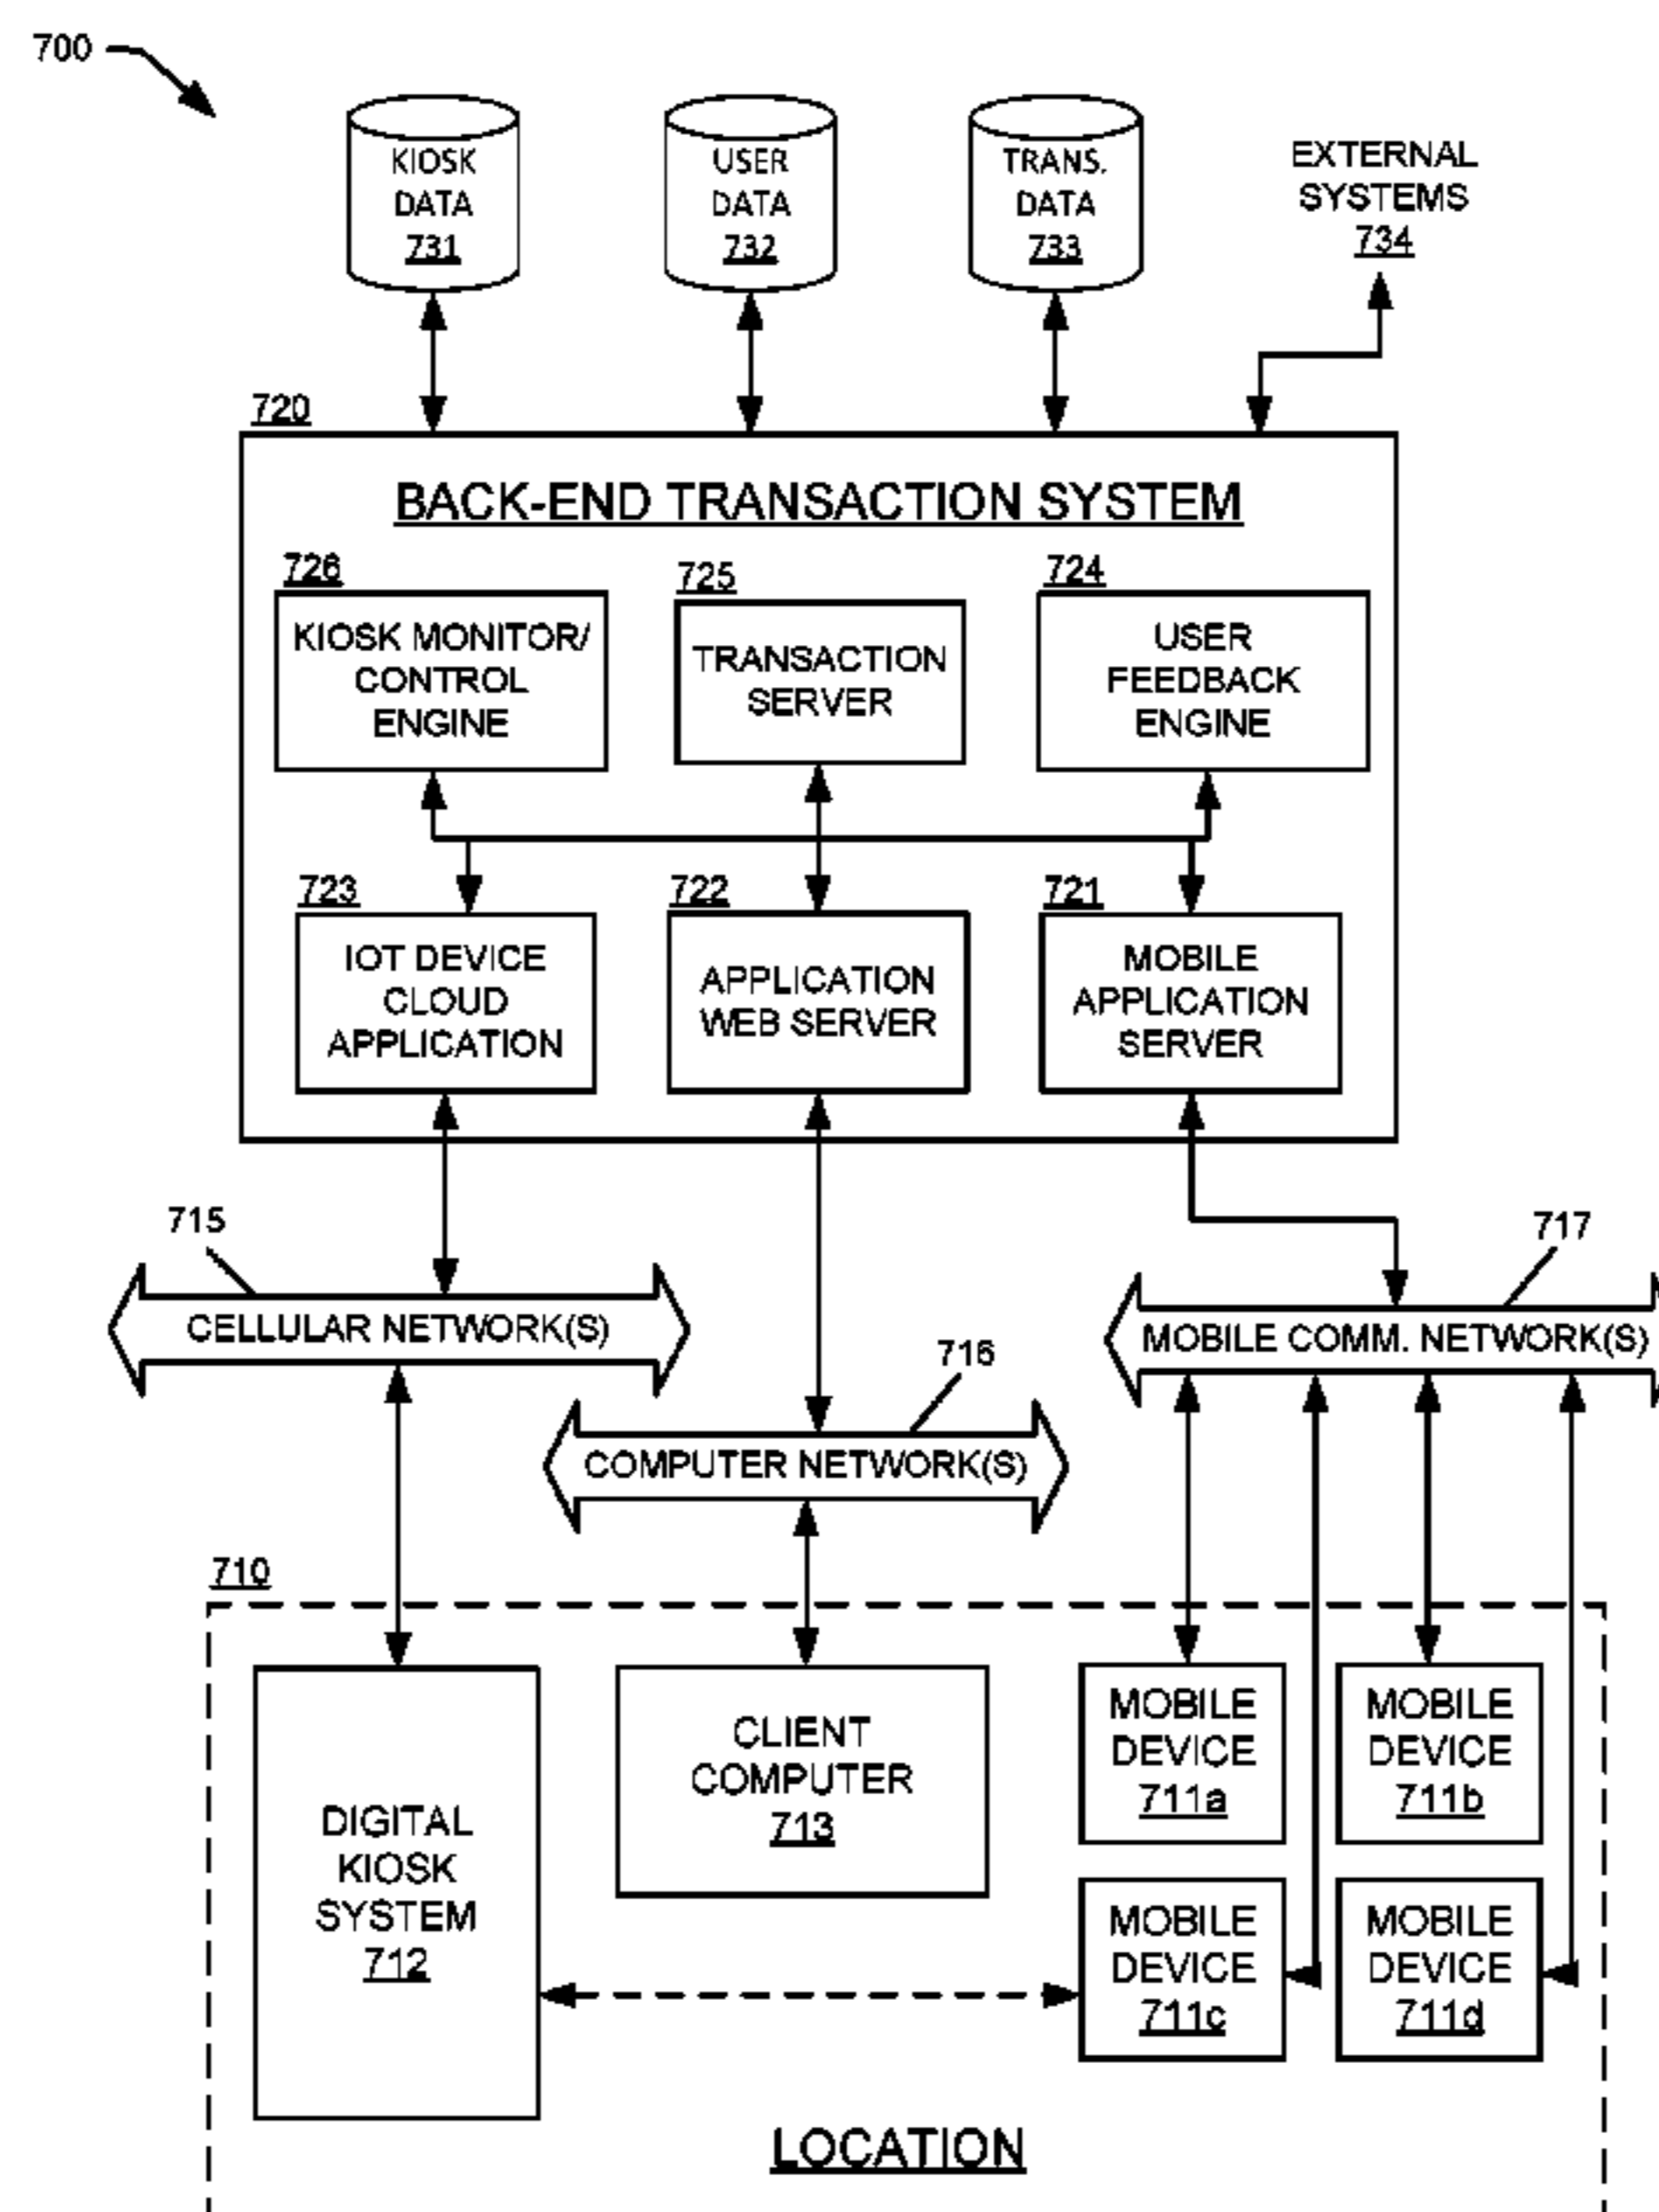 700
KIOSK
DATA
731
USER
DATA
732
TRANS.
DATA
733
EXTERNAL
SYSTEMS
734
720
BACK-END TRANSACTION SYSTEM
726
KIOSK MONITOR/
CONTROL
ENGINE
725
TRANSACTION
SERVER
724
USER
FEEDBACK
ENGINE
723
IOT DEVICE
CLOUD
APPLICATION
722
APPLICATION
WEB SERVER
721
MOBILE
APPLICATION
SERVER
715
CELLULAR NETWORK(S)
716
COMPUTER NETWORK(S)
717
MOBILE COMM. NETWORK(S)
710
DIGITAL
KIOSK
SYSTEM
712
CLIENT
COMPUTER
713
MOBILE
DEVICE
711a
MOBILE
DEVICE
711b
MOBILE
DEVICE
711c
MOBILE
DEVICE
711d
LOCATION